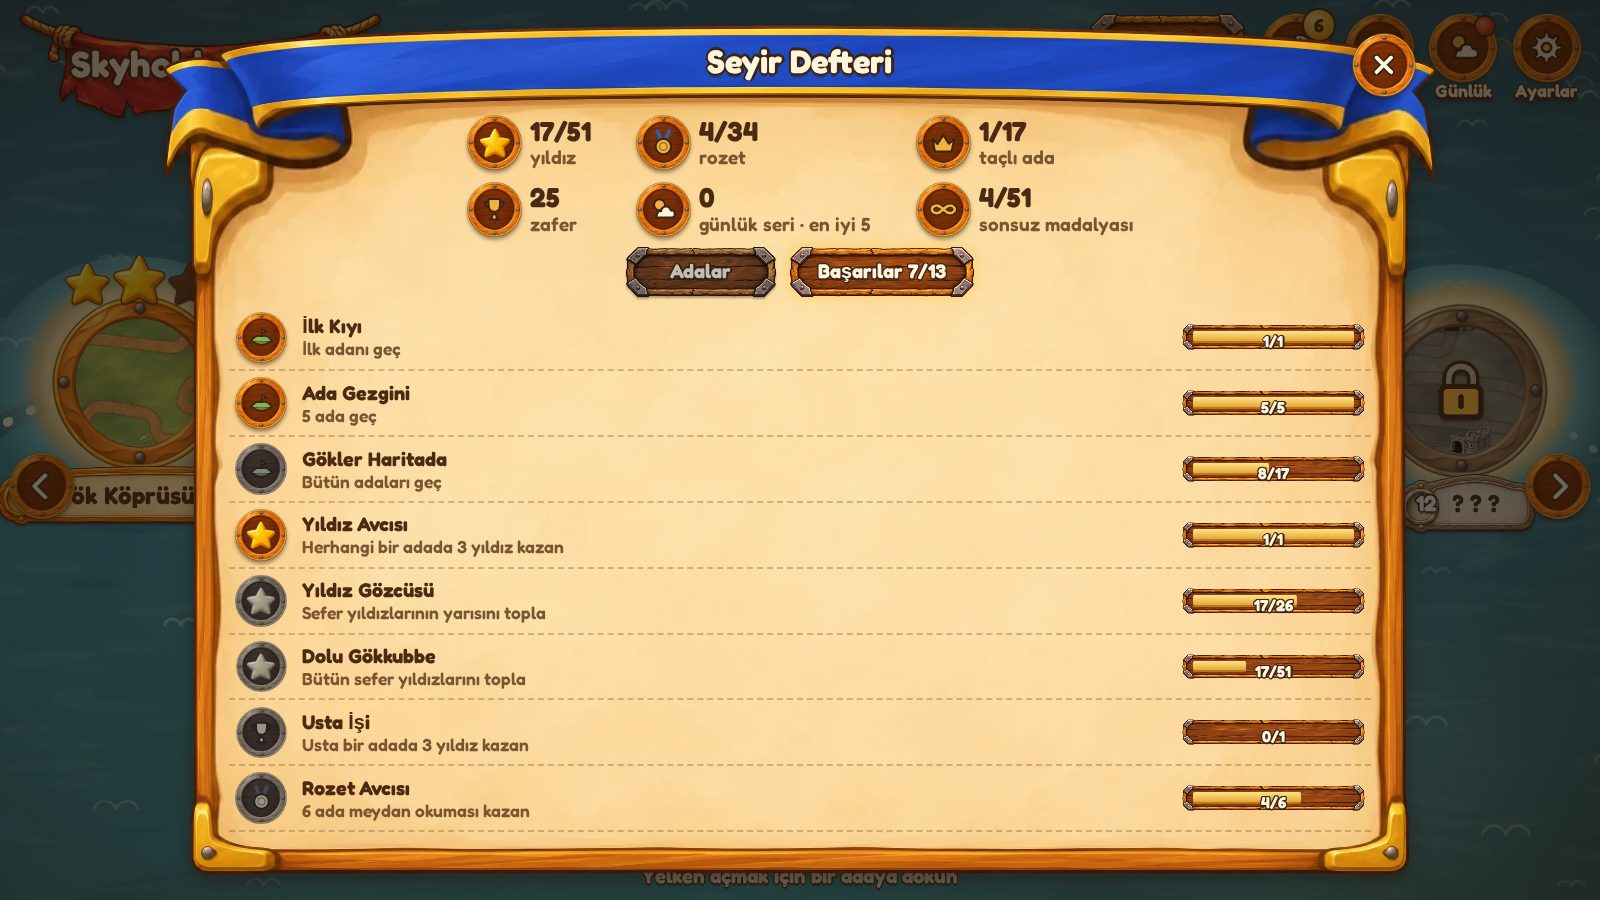 Seyir Defteri
6
Günlük
Ayarlar
17/51
yıldız
4/34
rozet
1/17
taçlı ada
25
zafer
0
günlük seri · en iyi 5
4/51
sonsuz madalyası
Adalar
Başarılar 7/13
İlk Kıyı
İlk adanı geç
1/1
Ada Gezgini
5 ada geç
5/5
Gökler Haritada
Bütün adaları geç
8/17
Yıldız Avcısı
Herhangi bir adada 3 yıldız kazan
1/1
Yıldız Gözcüsü
Sefer yıldızlarının yarısını topla
17/26
Dolu Gökkubbe
Bütün sefer yıldızlarını topla
17/51
Usta İşi
Usta bir adada 3 yıldız kazan
0/1
Rozet Avcısı
6 ada meydan okuması kazan
4/6
Köprüsü
12 ???
Yelken açmak için bir adaya dokun